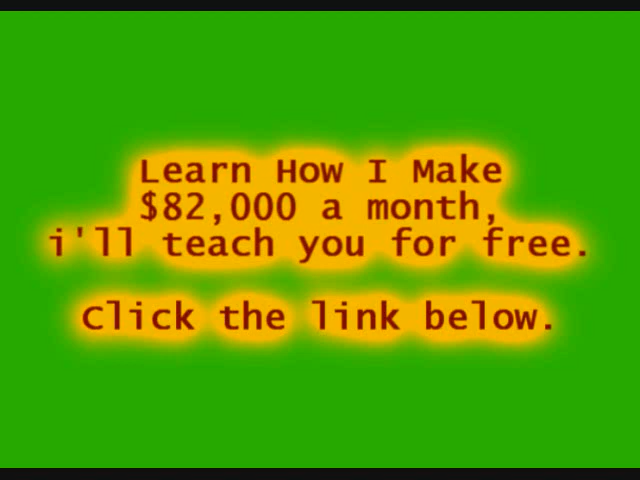 Learn How I Make
$82,000 a month,
i'll teach you for free.
Click the link below.